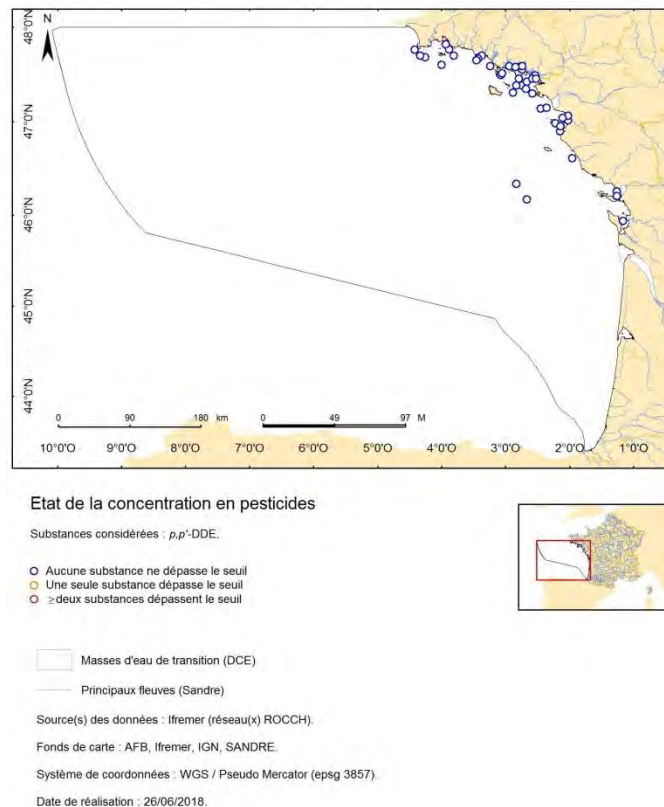 N
48°0'N
47°0'N
46°0'N
45°0'N
44°0'N
0 90 180 km
0 49 97 M
10°0'O 9°0'O 8°0'O 7°0'O 6°0'O 5°0'O 4°0'O 3°0'O 2°0'O 1°0'O
Etat de la concentration en pesticides
Substances considérées : p,p'-DDE.
Aucune substance ne dépasse le seuil
Une seule substance dépasse le seuil
≥deux substances dépassent le seuil
Masses d'eau de transition (DCE)
Principaux fleuves (Sandre)
Source(s) des données : Ifremer (réseau(x) ROCCH).
Fonds de carte : AFB, Ifremer, IGN, SANDRE.
Système de coordonnées : WGS / Pseudo Mercator (epsg 3857).
Date de réalisation : 26/06/2018.